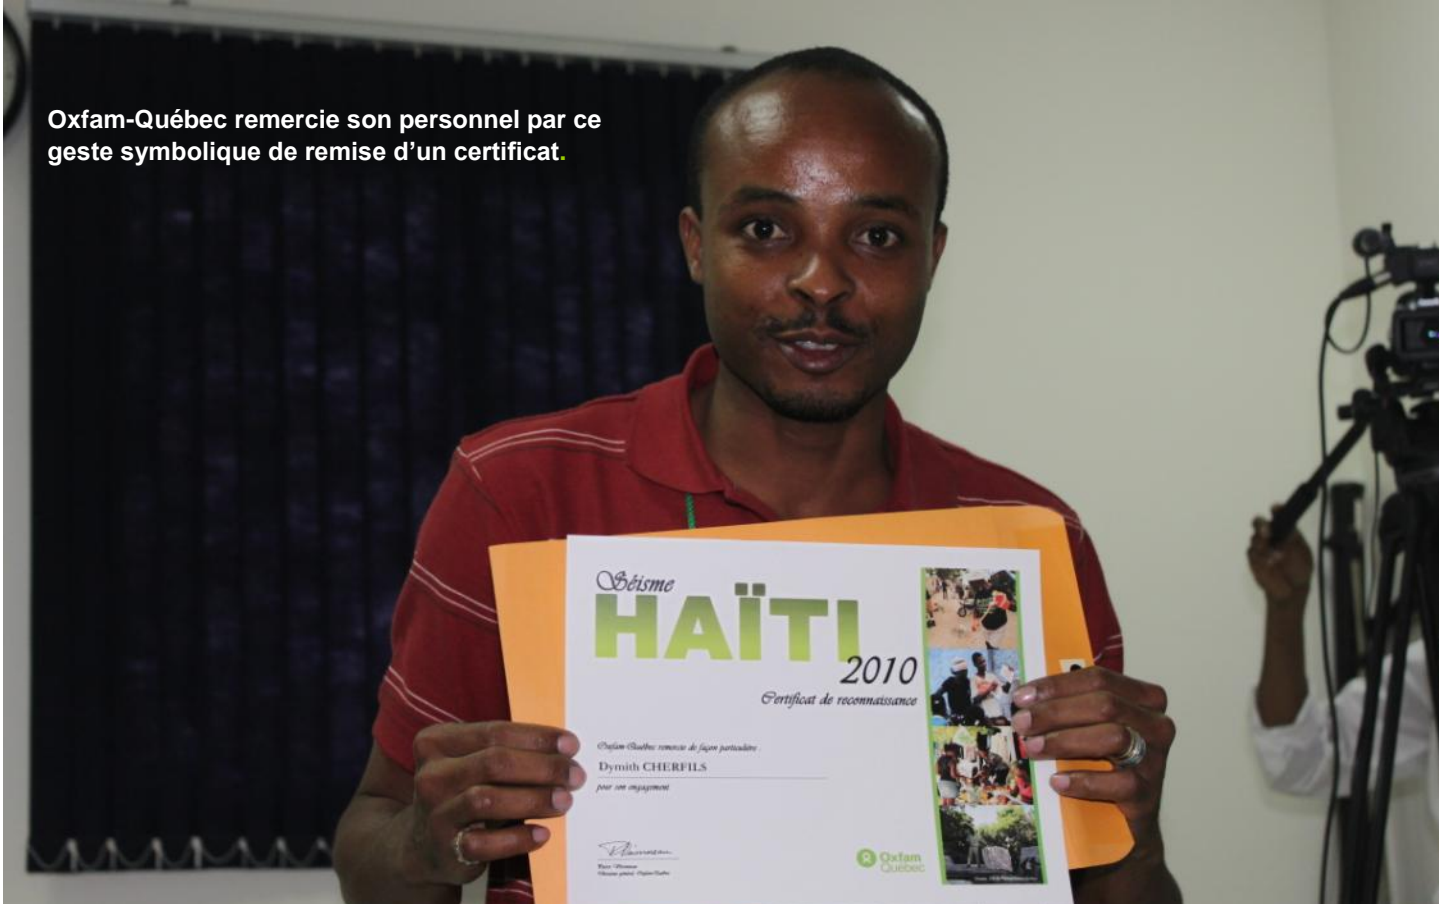 Oxfam-Québec remercie son personnel par ce
geste symbolique de remise d’un certificat.
Séisme
HAÏTI
2010
Certificat de reconnaissance
Oxfam-Québec remercie de façon particulière :
Dymith CHERFILS
pour son engagement
Oxfam
Québec